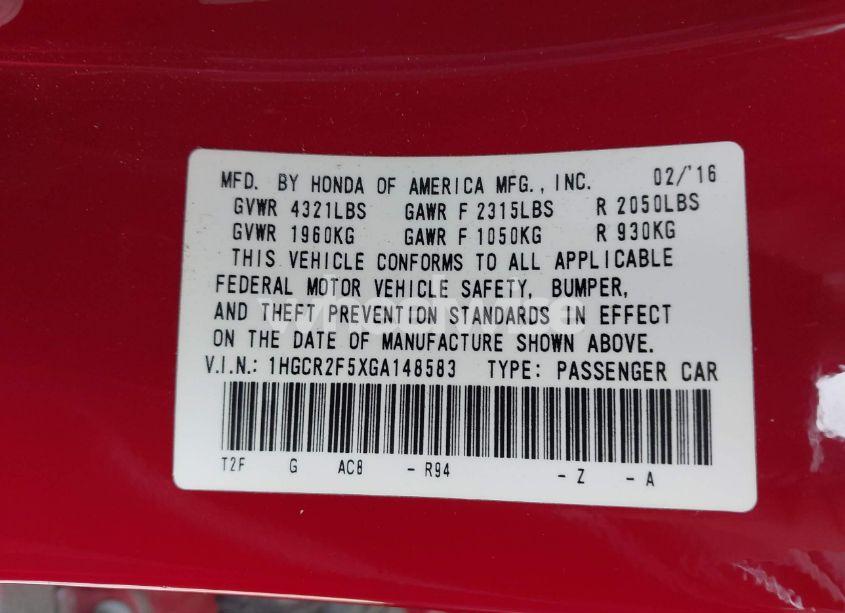 MFD. BY HONDA OF AMERICA MFG., INC. 02/'16
GVWR 4321LBS GAWR F 2315LBS R 2050LBS
GVWR 1960KG GAWR F 1050KG R 930KG
THIS VEHICLE CONFORMS TO ALL APPLICABLE
FEDERAL MOTOR VEHICLE SAFETY, BUMPER,
AND THEFT PREVENTION STANDARDS IN EFFECT
ON THE DATE OF MANUFACTURE SHOWN ABOVE.
V.I.N.: 1HGCR2F5XGA148583 TYPE: PASSENGER CAR
T2F G AC8 - R94 - Z - A